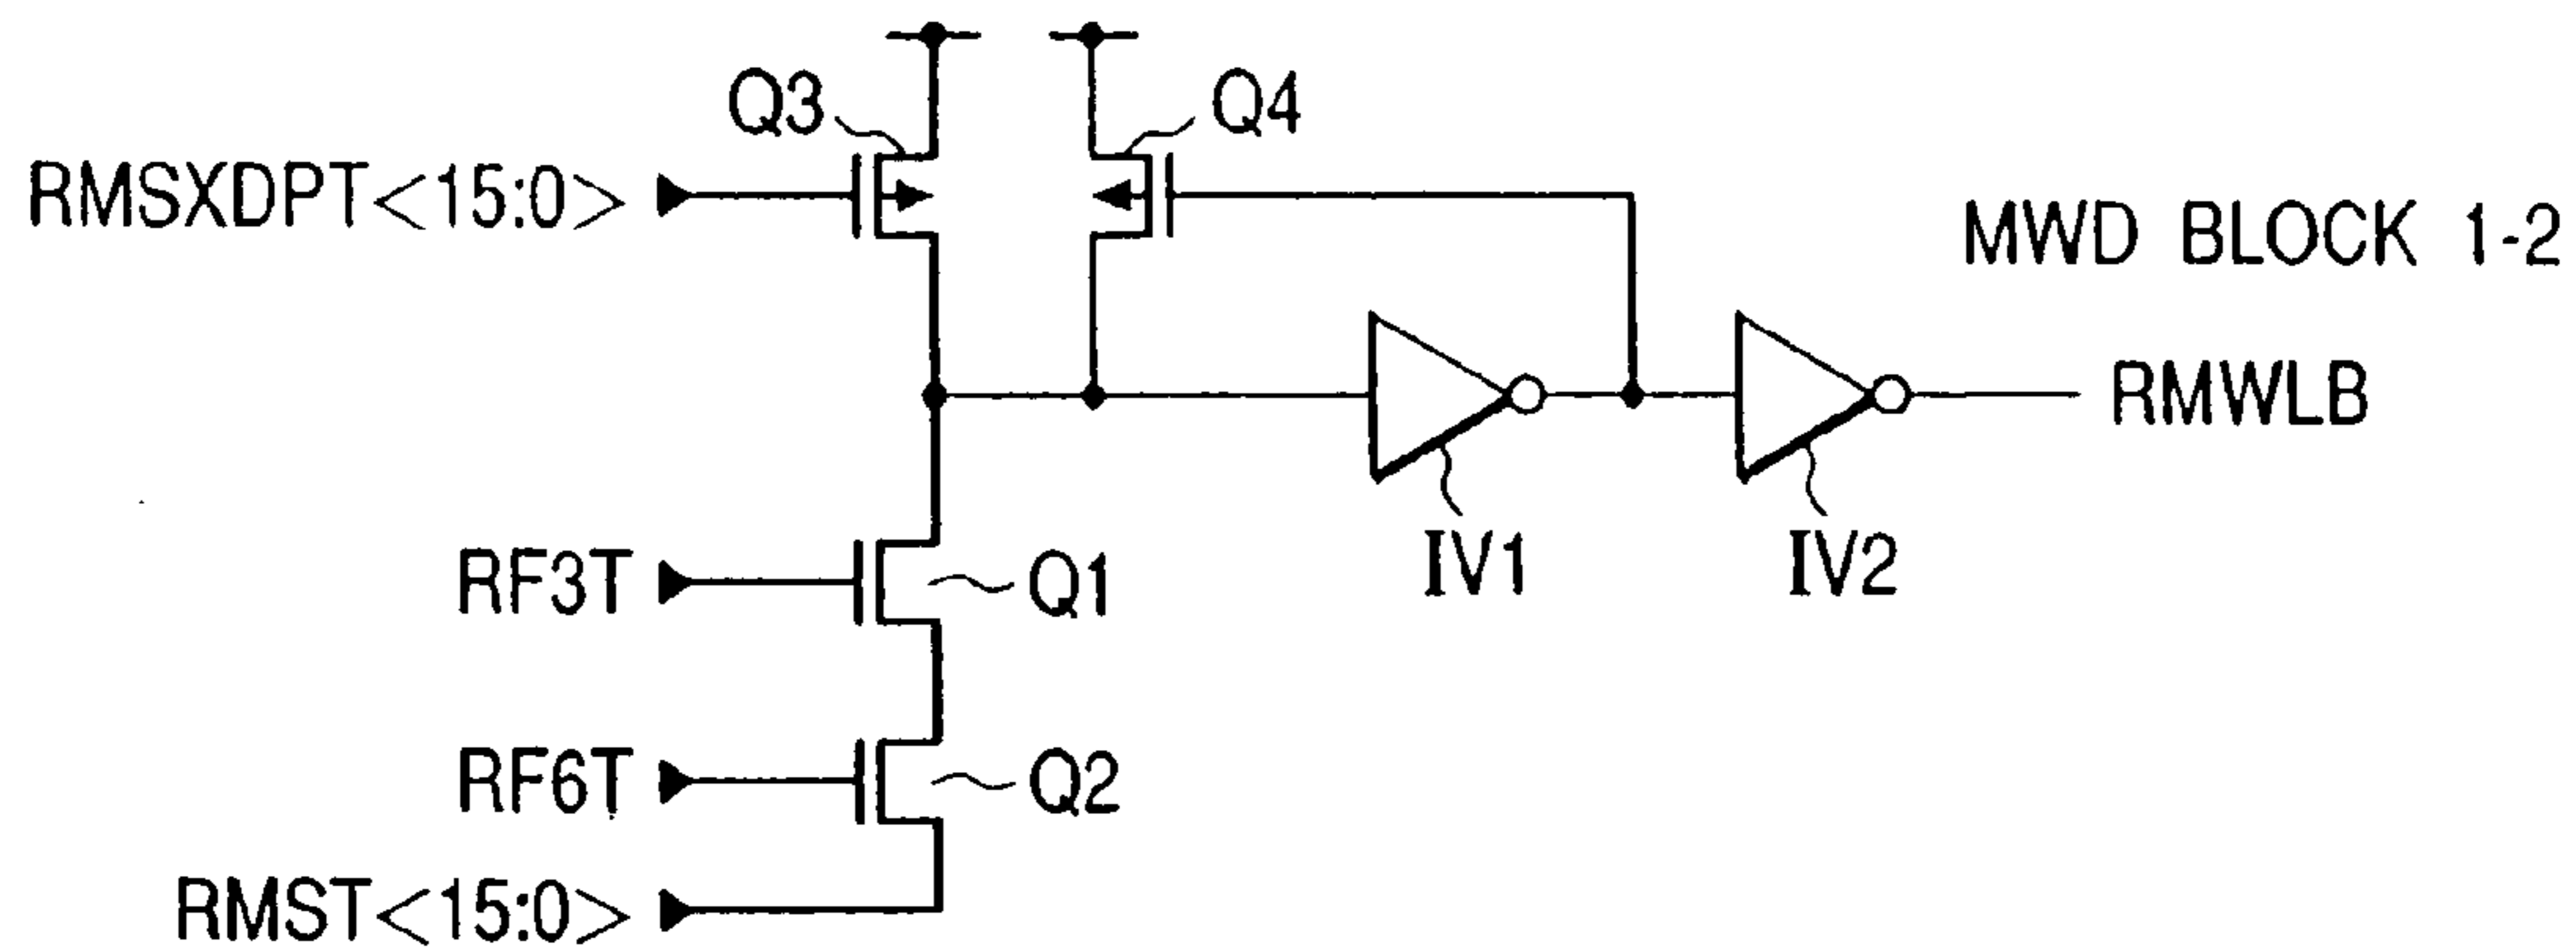 Q3
Q4
RMSXDPT<15:0>
MWD BLOCK 1-2
RMWLB
RF3T
Q1
IV1
IV2
RF6T
Q2
RMST<15:0>